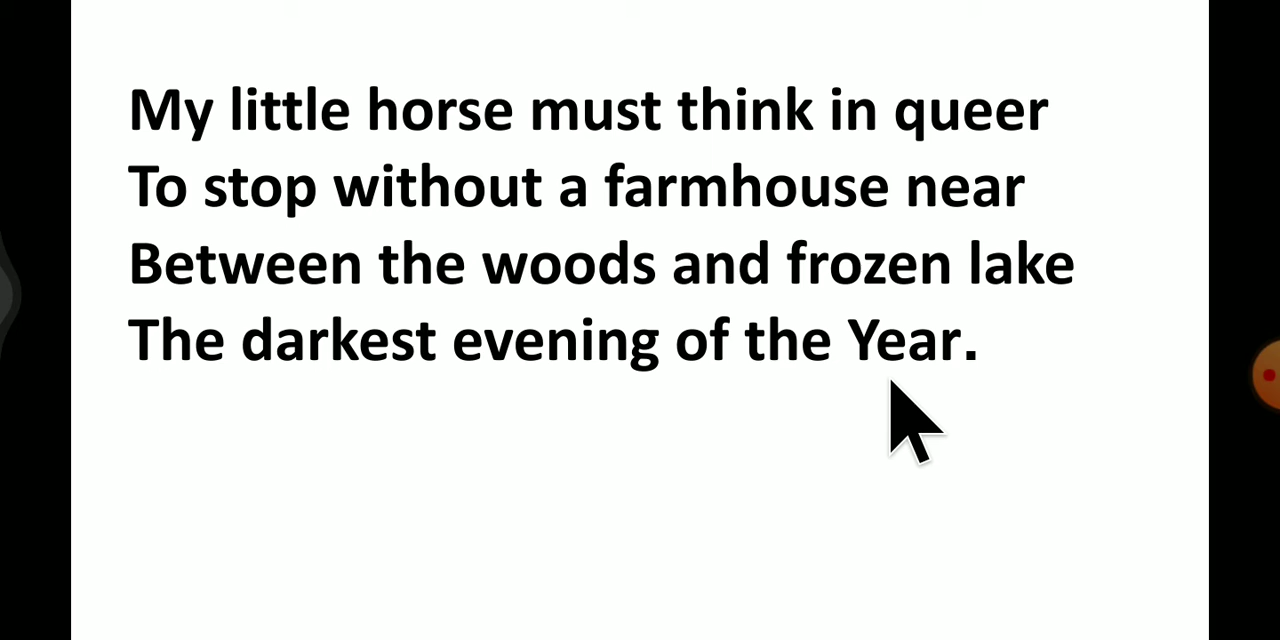 My little horse must think in queer
To stop without a farmhouse near
Between the woods and frozen lake
The darkest evening of the Year.